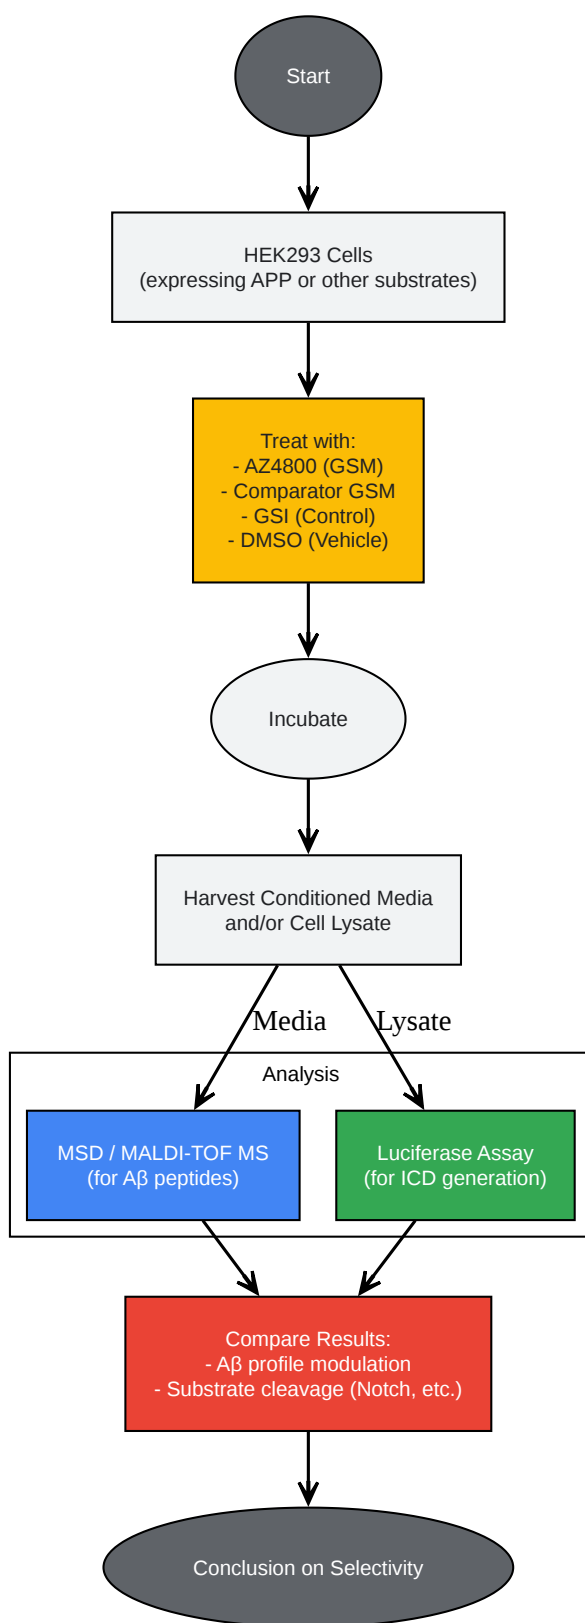 Start
HEK293 Cells
(expressing APP or other substrates)
Treat with:
- AZ4800 (GSM)
- Comparator GSM
- GSI (Control)
- DMSO (Vehicle)
Incubate
Harvest Conditioned Media
and/or Cell Lysate
Media
Lysate
Analysis
MSD / MALDI-TOF MS
(for Aβ peptides)
Luciferase Assay
(for ICD generation)
Compare Results:
- Aβ profile modulation
- Substrate cleavage (Notch, etc.)
Conclusion on Selectivity